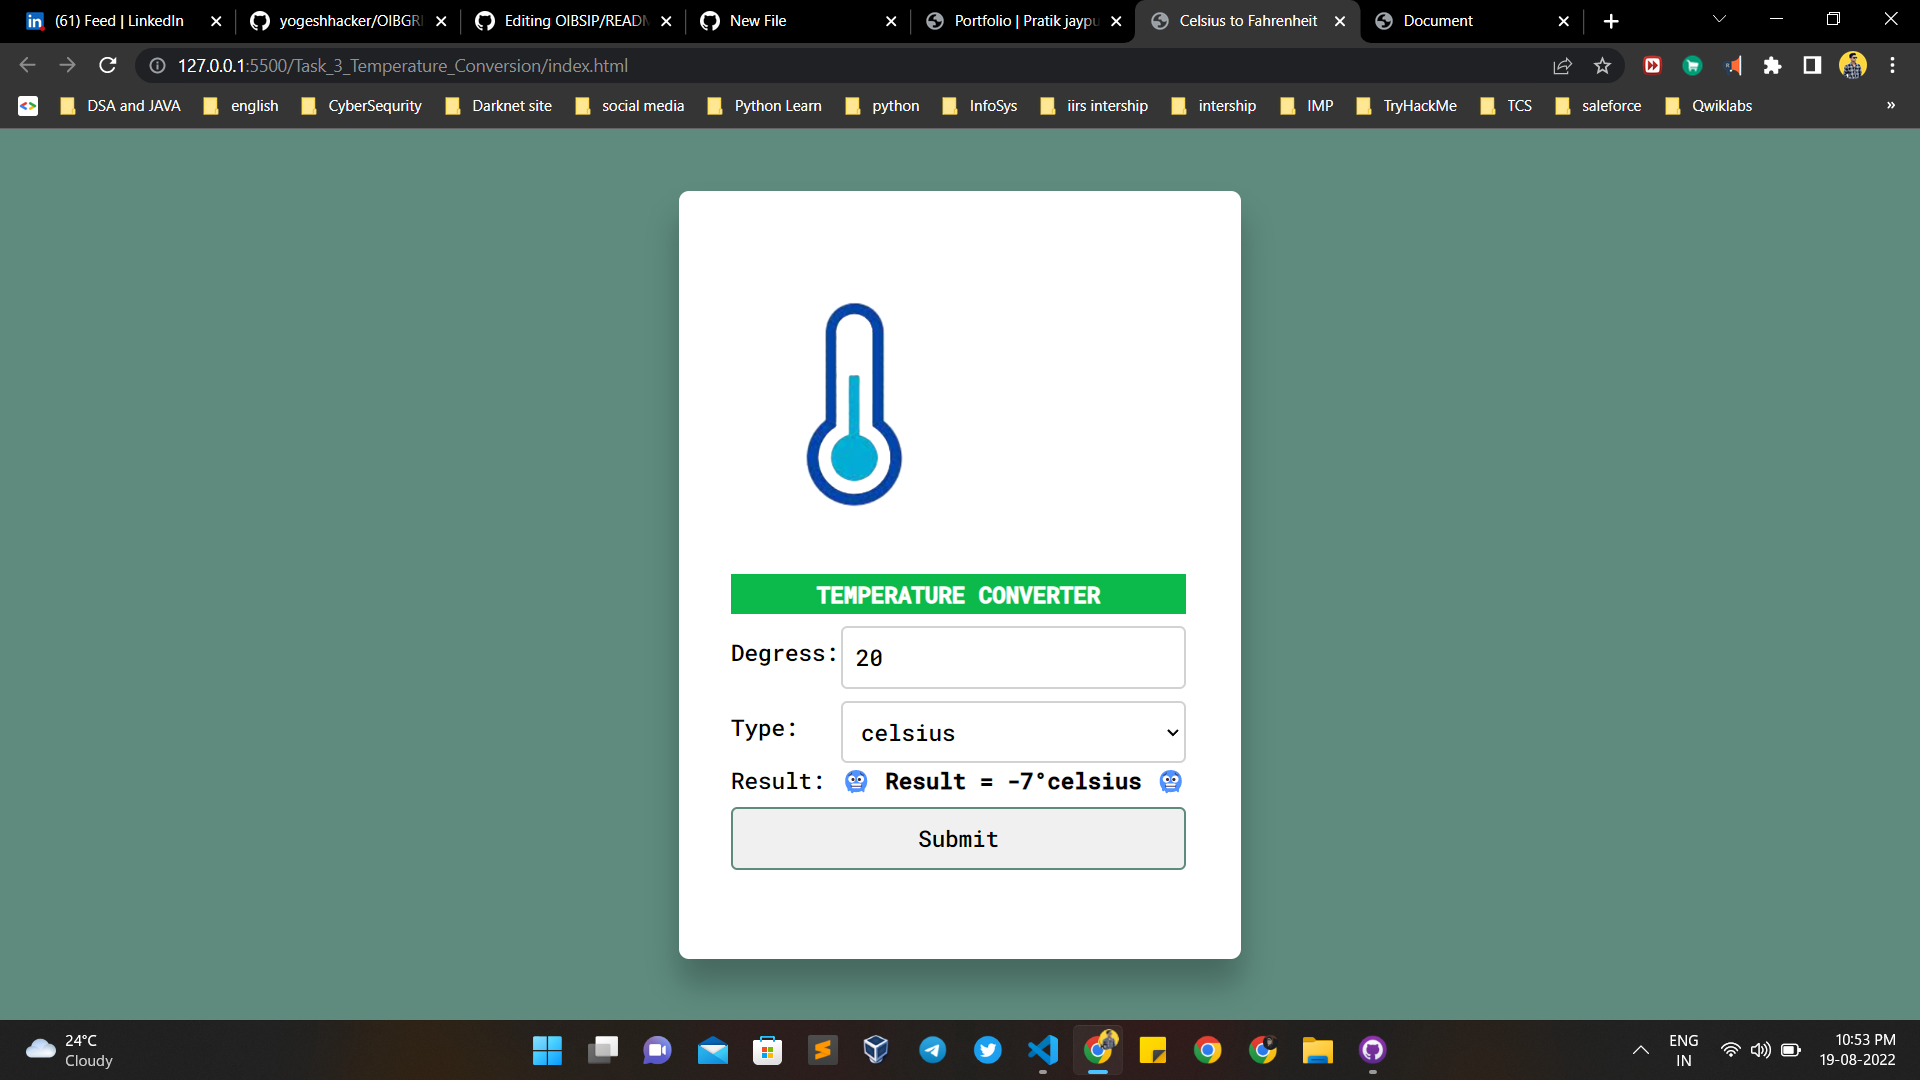 (61) Feed | LinkedIn
yogeshhacker/OIBGRI
Editing OIBSIP/READM
New File
Portfolio | Pratik jaypu
Celsius to Fahrenheit
Document
127.0.0.1:5500/Task_3_Temperature_Conversion/index.html
DSA and JAVA
english
CyberSequrity
Darknet site
social media
Python Learn
python
InfoSys
iirs intership
intership
IMP
TryHackMe
TCS
saleforce
Qwiklabs
»
TEMPERATURE CONVERTER
Degress: 20
Type: celsius
Result: Result = -7°celsius
Submit
24°C
Cloudy
ENG
IN
10:53 PM
19-08-2022